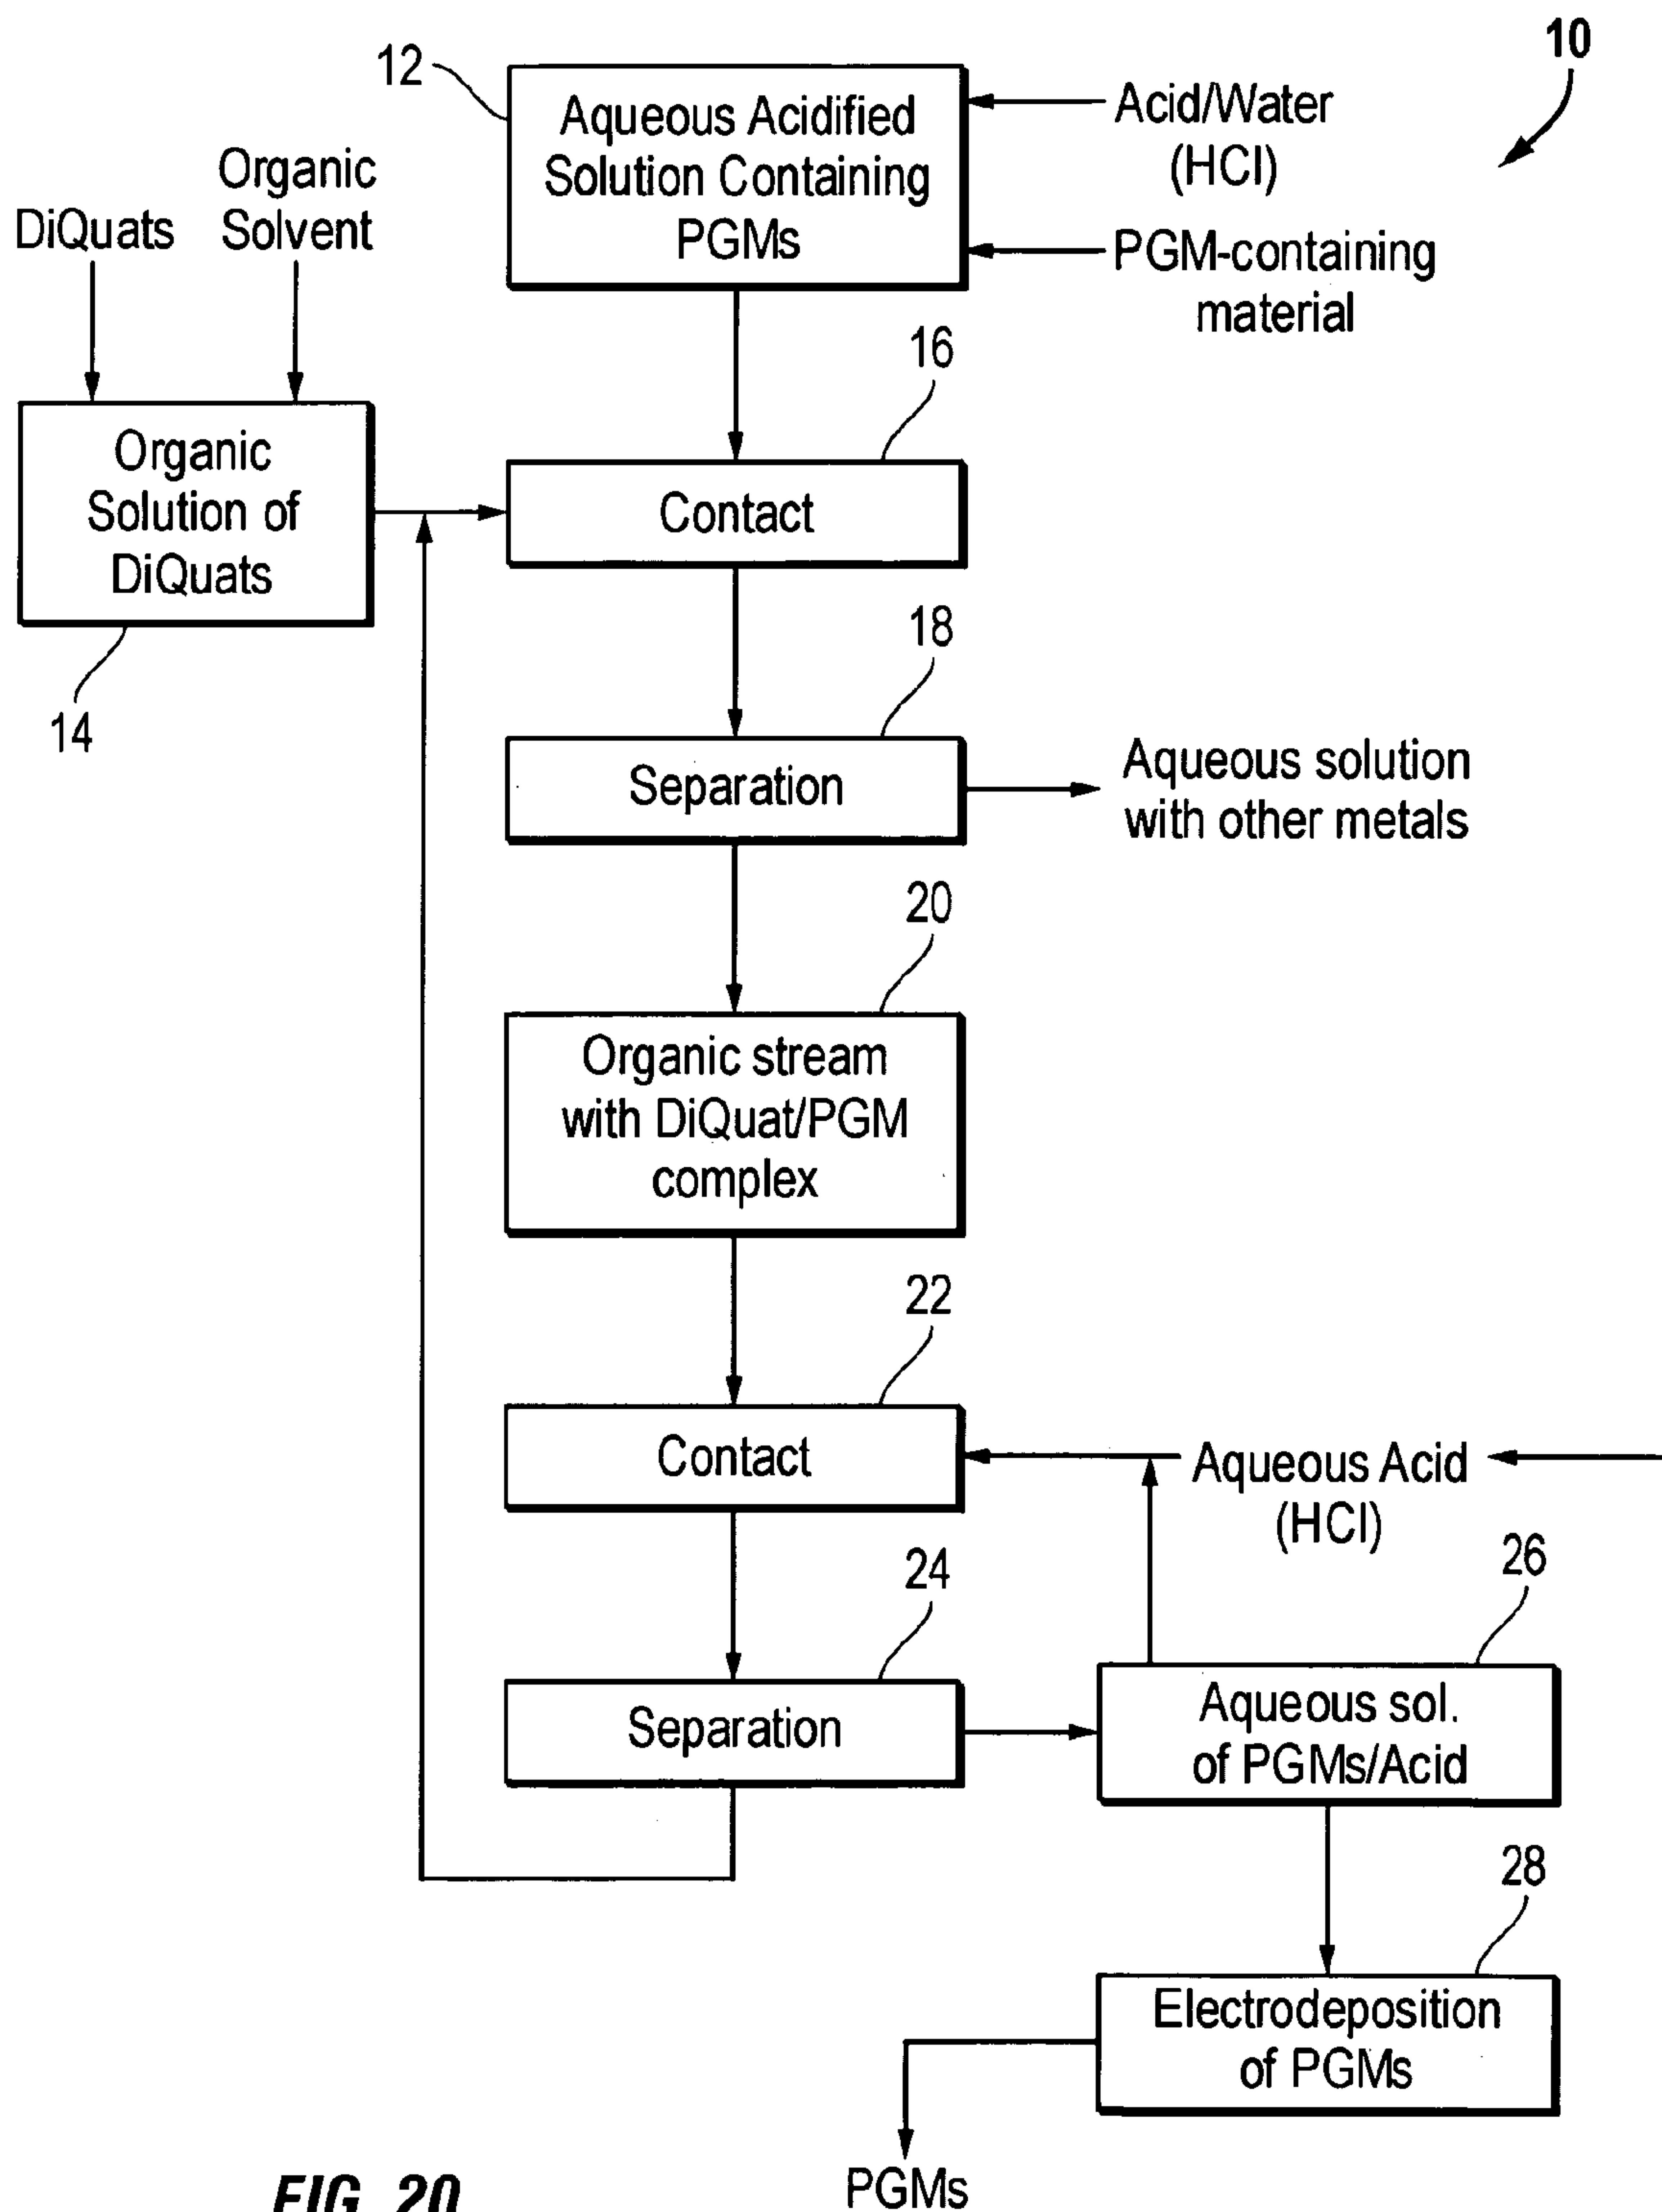 10
12
Aqueous Acidified
Solution Containing
PGMs
Acid/Water
(HCl)
PGM-containing
material
DiQuats
Organic
Solvent
Organic
Solution of
DiQuats
14
16
Contact
18
Separation
Aqueous solution
with other metals
20
Organic stream
with DiQuat/PGM
complex
22
Contact
Aqueous Acid
(HCl)
24
Separation
26
Aqueous sol.
of PGMs/Acid
28
Electrodeposition
of PGMs
PGMs
FIG. 20